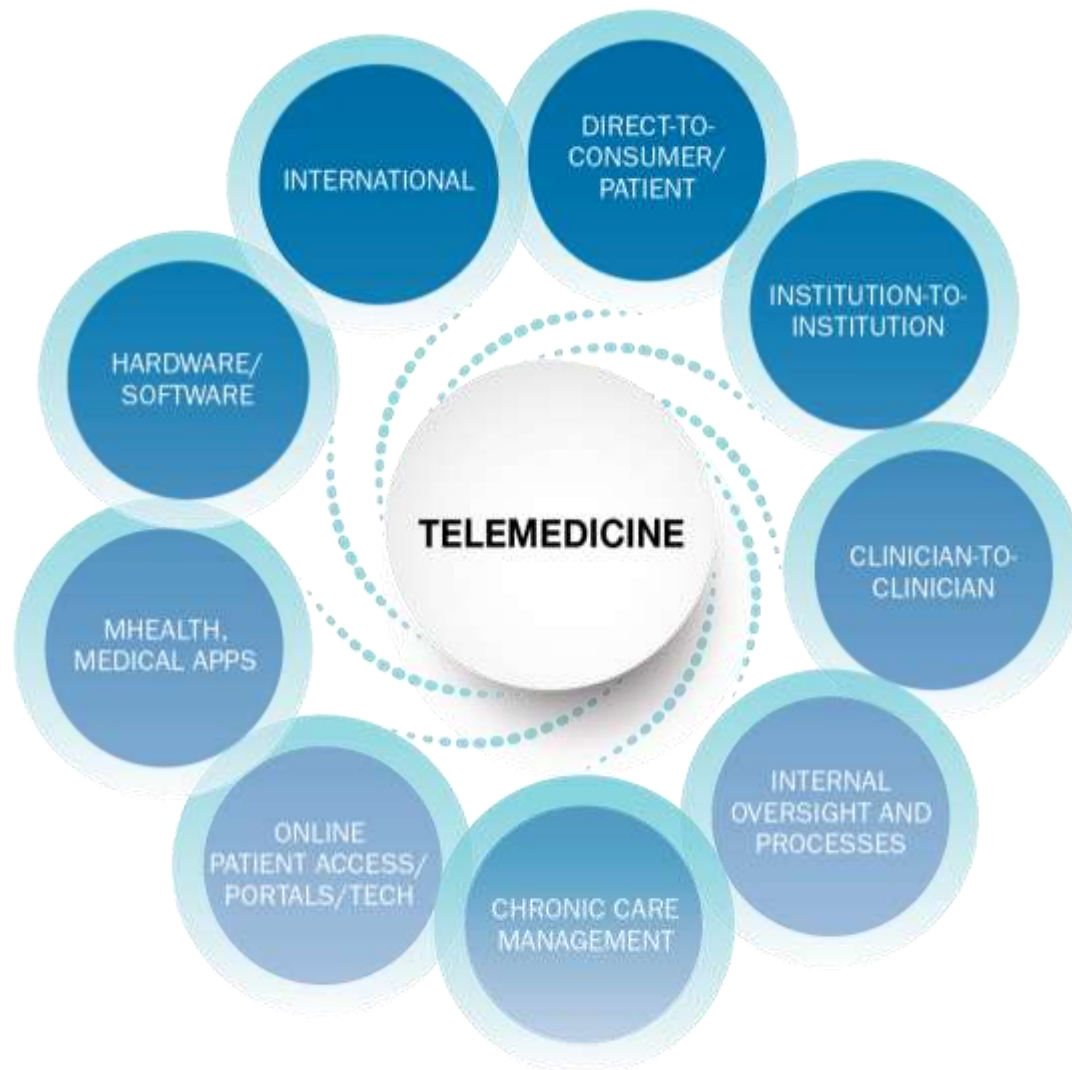 DIRECT-TO-
CONSUMER/
PATIENT
INSTITUTION-TO-
INSTITUTION
CLINICIAN-TO-
CLINICIAN
INTERNAL
OVERSIGHT AND
PROCESSES
CHRONIC CARE
MANAGEMENT
ONLINE
PATIENT ACCESS/
PORTALS/TECH
MHEALTH,
MEDICAL APPS
HARDWARE/
SOFTWARE
INTERNATIONAL
TELEMEDICINE